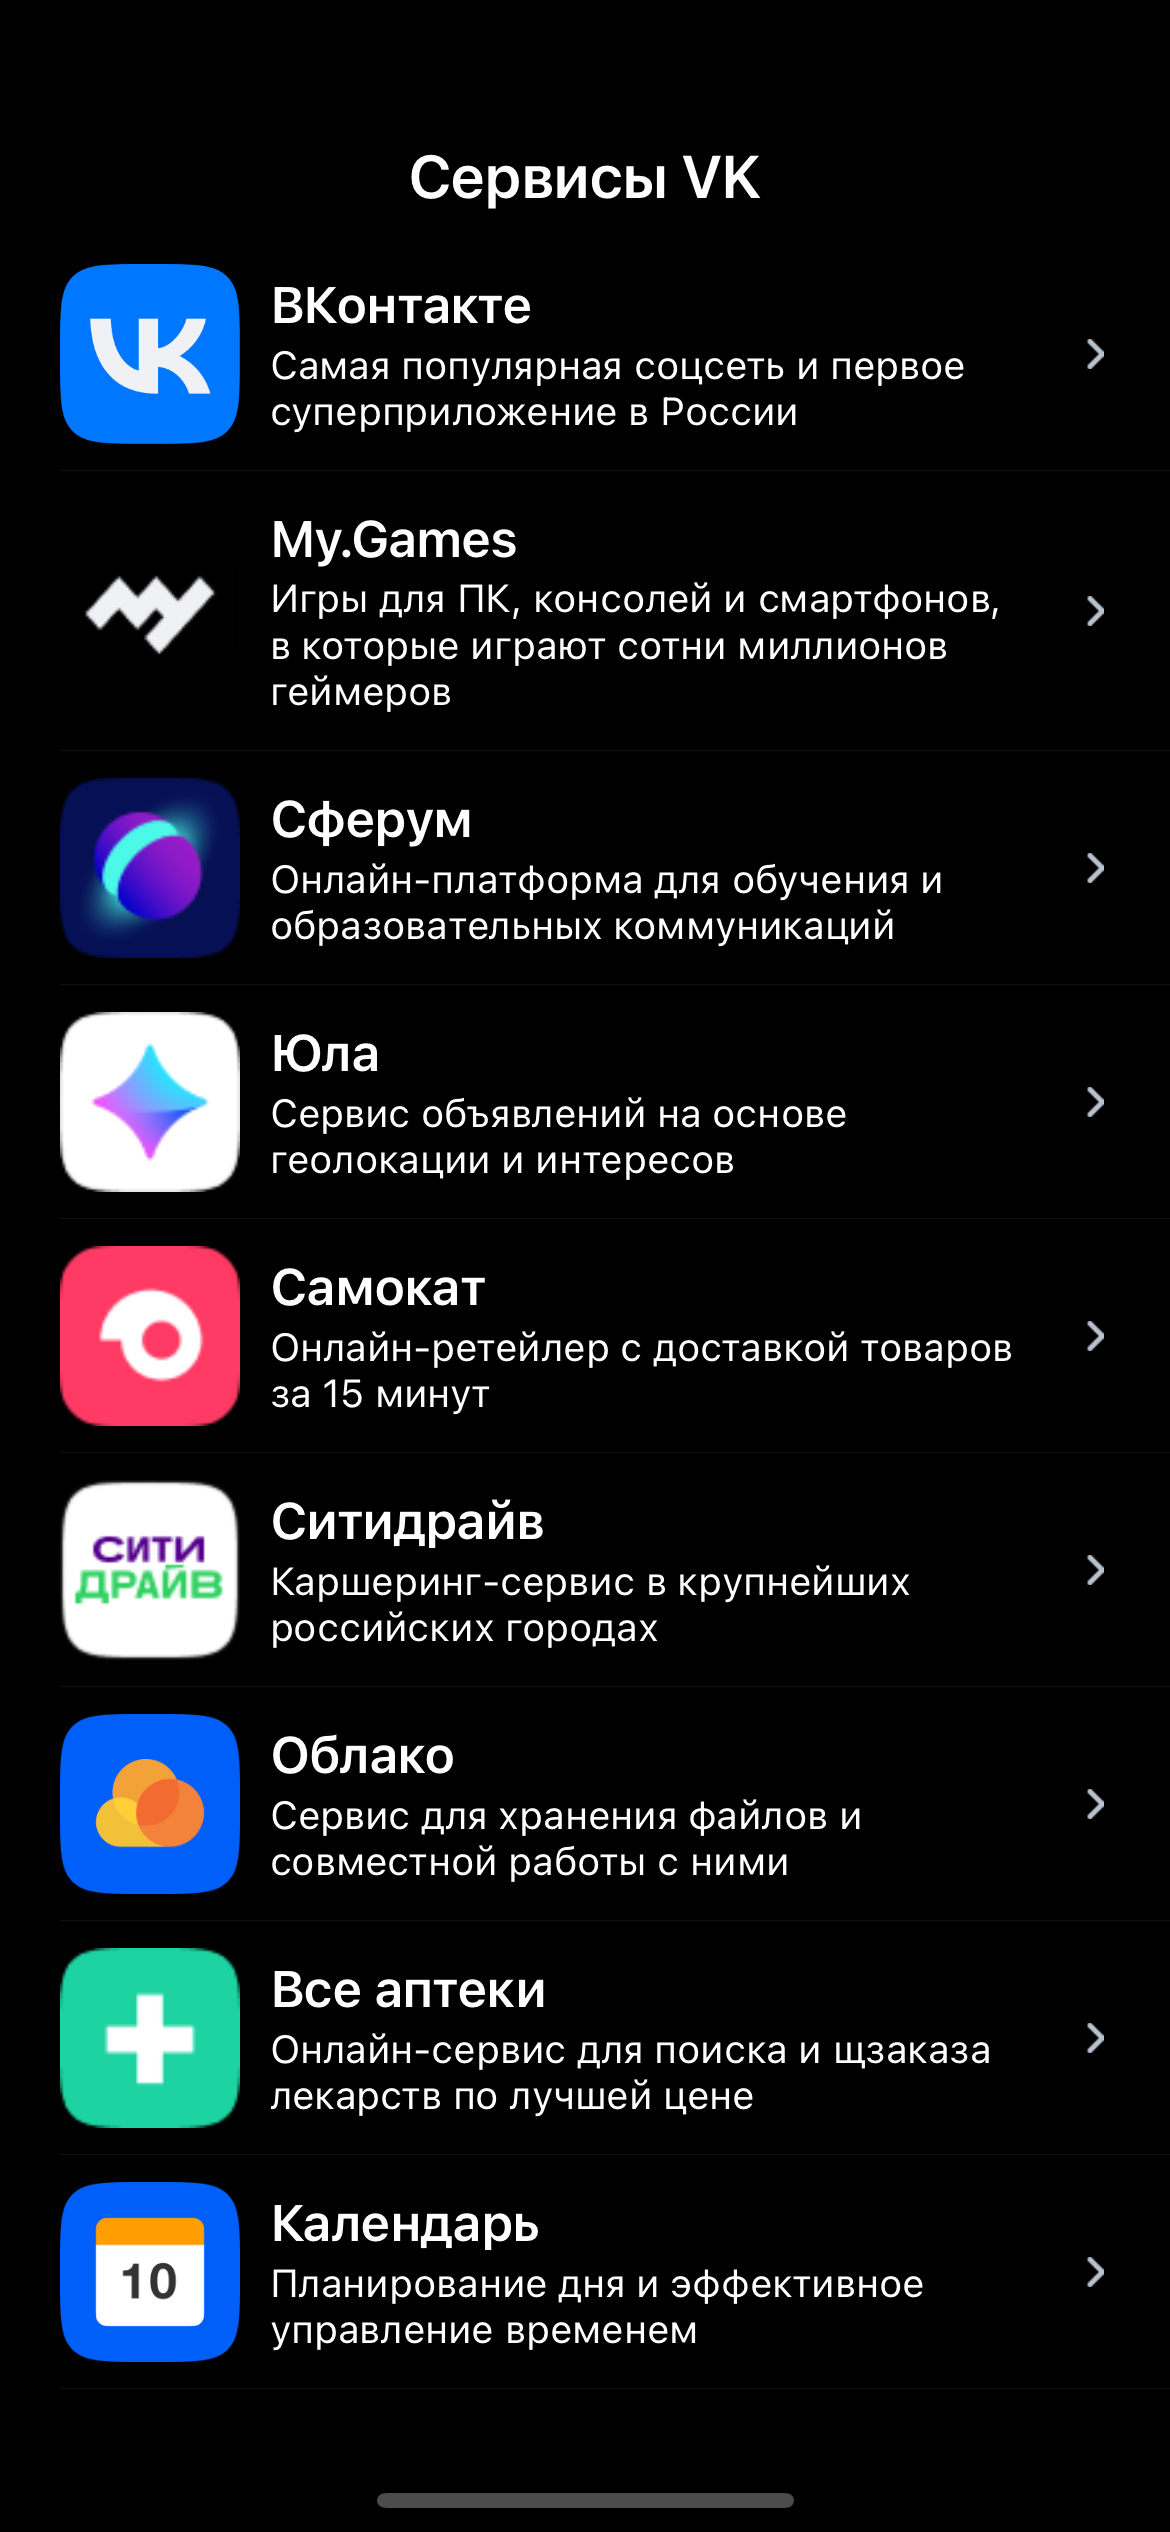 Сервисы VK
VK
ВКонтакте
Самая популярная соцсеть и первое
суперприложение в России
My.Games
Игры для ПК, консолей и смартфонов,
в которые играют сотни миллионов
геймеров
Сферум
Онлайн-платформа для обучения и
образовательных коммуникаций
Юла
Сервис объявлений на основе
геолокации и интересов
Самокат
Онлайн-ретейлер с доставкой товаров
за 15 минут
СИТИ
ДРАЙВ
Ситидрайв
Каршеринг-сервис в крупнейших
российских городах
Облако
Сервис для хранения файлов и
совместной работы с ними
Все аптеки
Онлайн-сервис для поиска и щзаказа
лекарств по лучшей цене
10
Календарь
Планирование дня и эффективное
управление временем